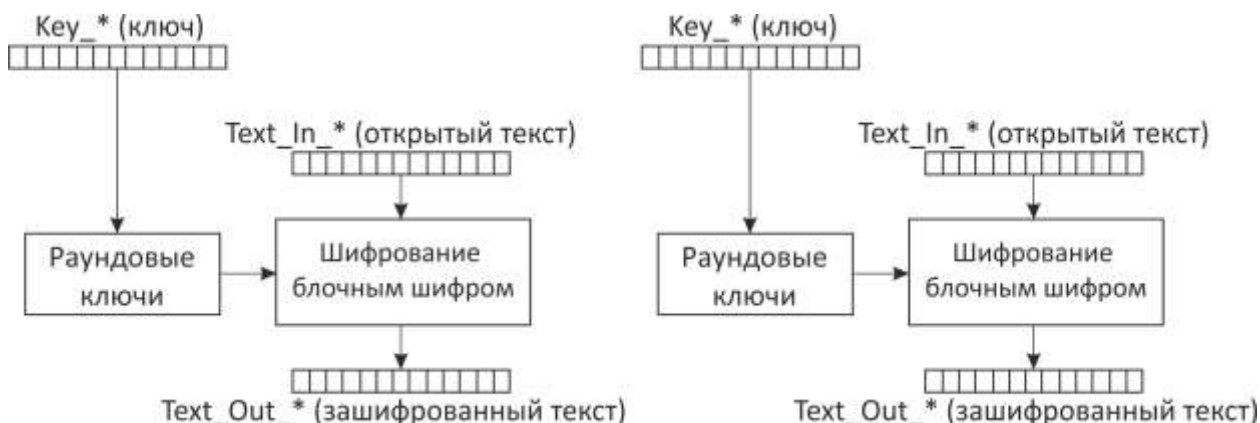 Key_* (ключ)
Text_In_* (открытый текст)
Раундовые
ключи
Шифрование
блочным шифром
Text_Out_* (зашифрованный текст)
Key_* (ключ)
Text_In_* (открытый текст)
Раундовые
ключи
Шифрование
блочным шифром
Text_Out_* (зашифрованный текст)